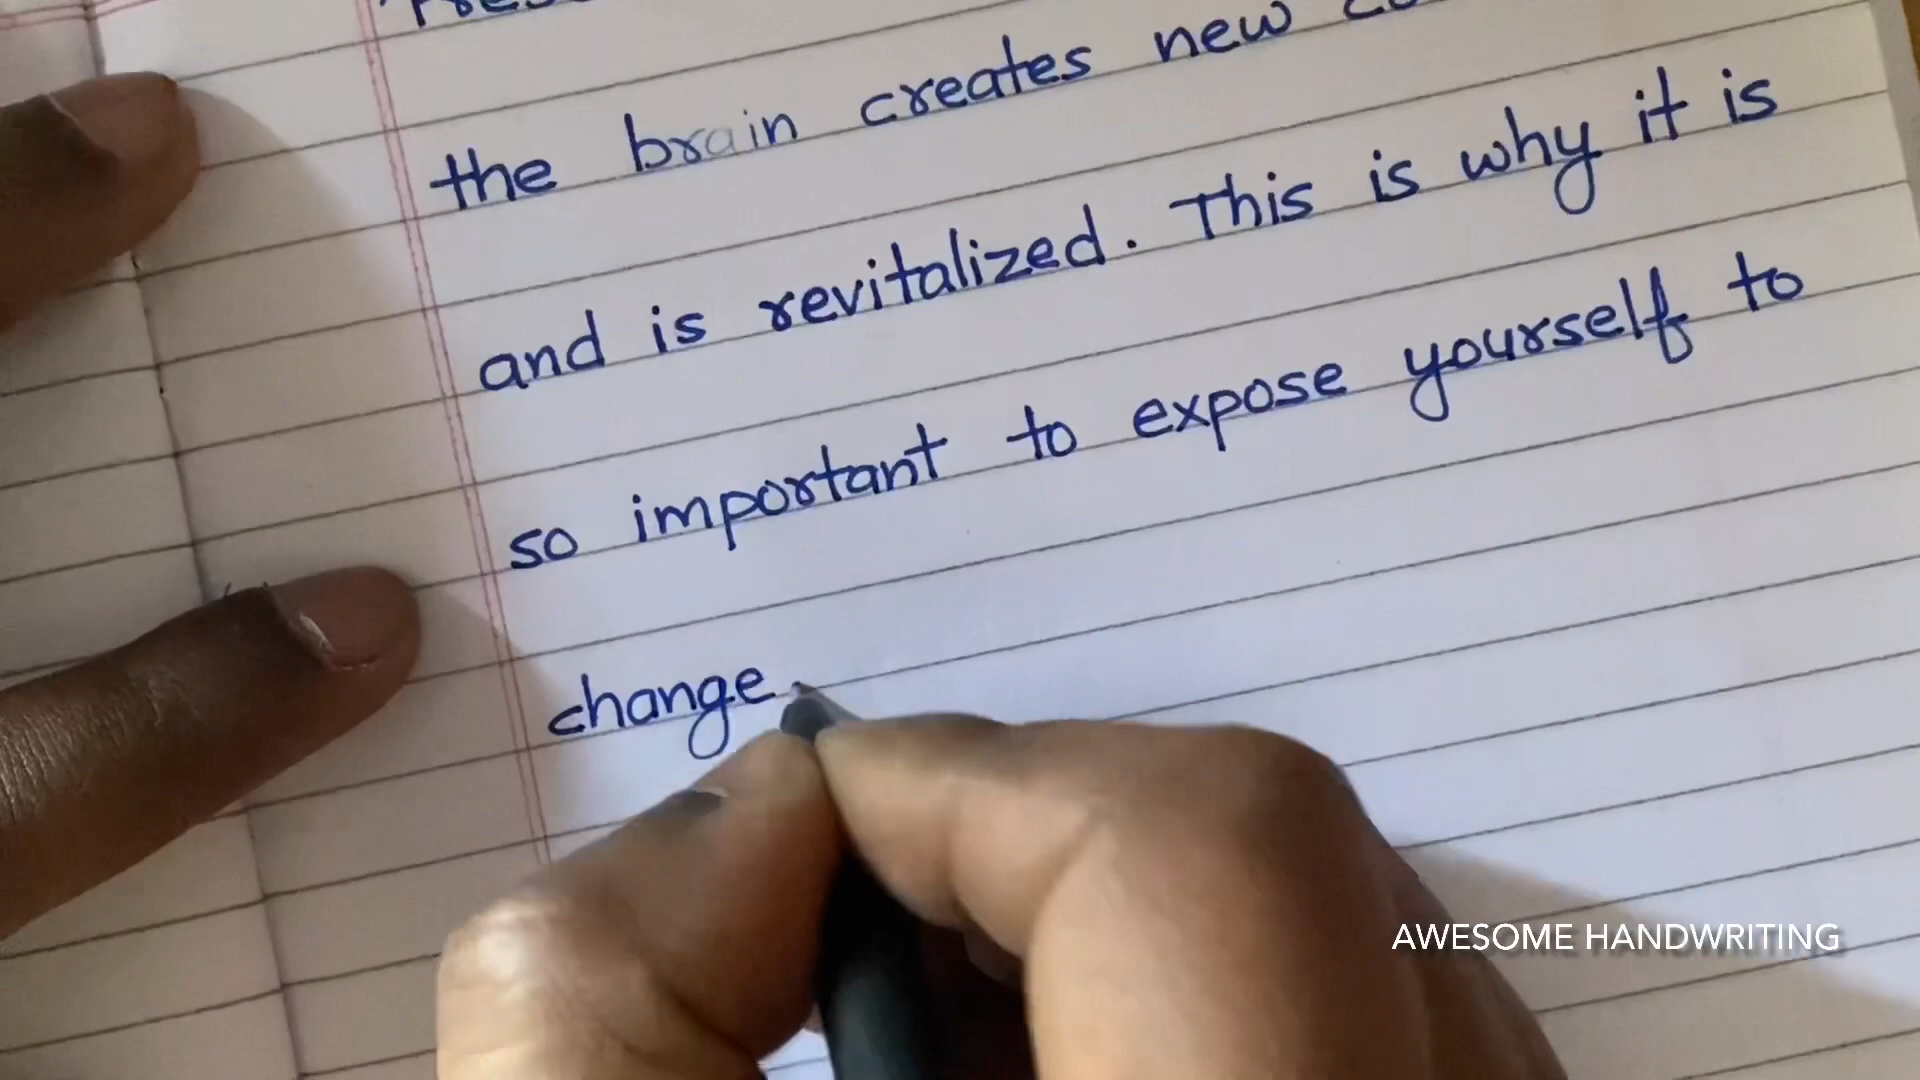 the brain creates new
and is revitalized. This is why it is
so important to expose yourself to
change.
AWESOME HANDWRITING